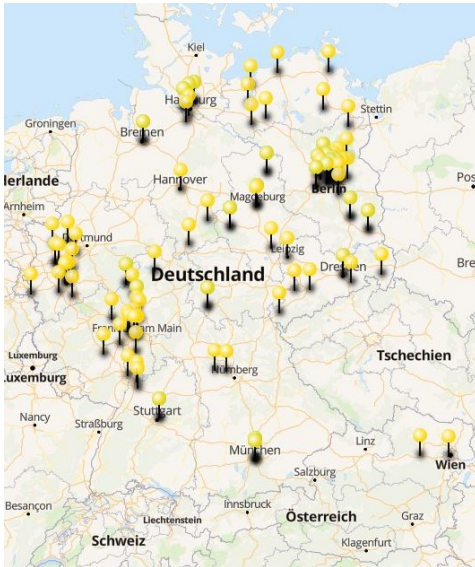 Kiel
Stettin
Groningen
Bremen
Hannover
Berlin
Arnheim
Magdeburg
Leipzig
Deutschland
Dresden
Luxemburg
Luxemburg
Tschechien
Nürnberg
Nancy
Straßburg
Stuttgart
München
Linz
Wien
Salzburg
Besançon
Innsbruck
Liechtenstein
Österreich
Graz
Schweiz
Klagenfurt